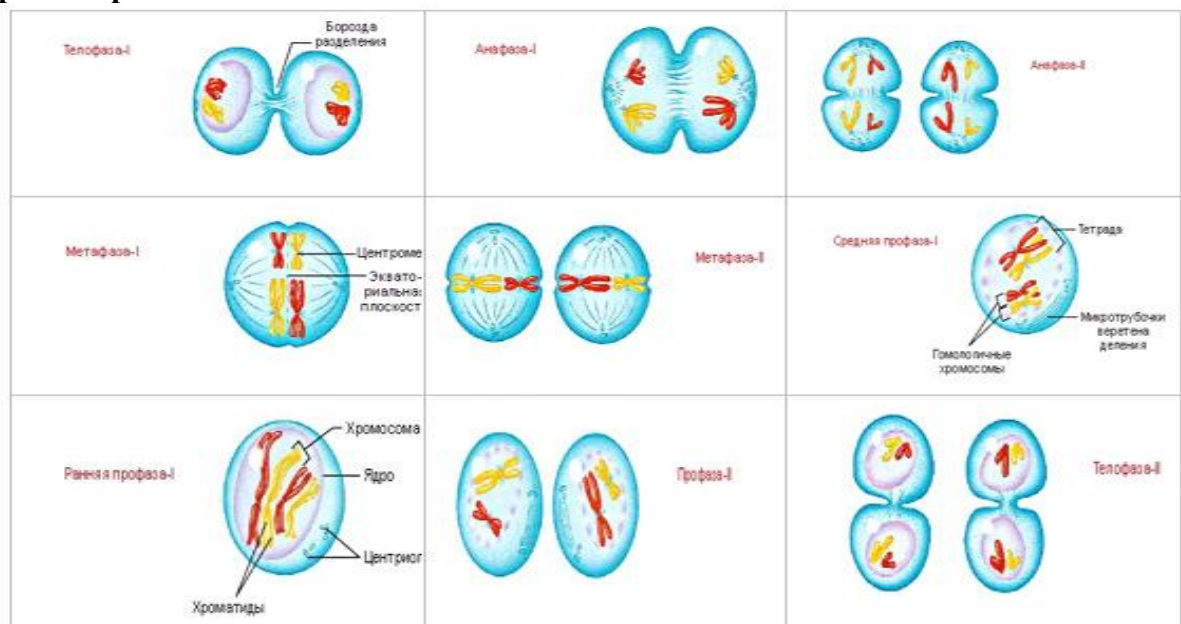 Телофаза-I
Борозда
разделения
Анафаза-I
Анафаза-II
Метафаза-I
Центроме
Эквато-
риальна
плоскост
Метафаза-II
Средняя профаза-I
Тетрада
Микротрубочки
веретена
деления
Гомологичные
хромосомы
Ранняя профаза-I
Хромосома
Ядро
Центриол
Хроматиды
Профаза-II
Телофаза-II